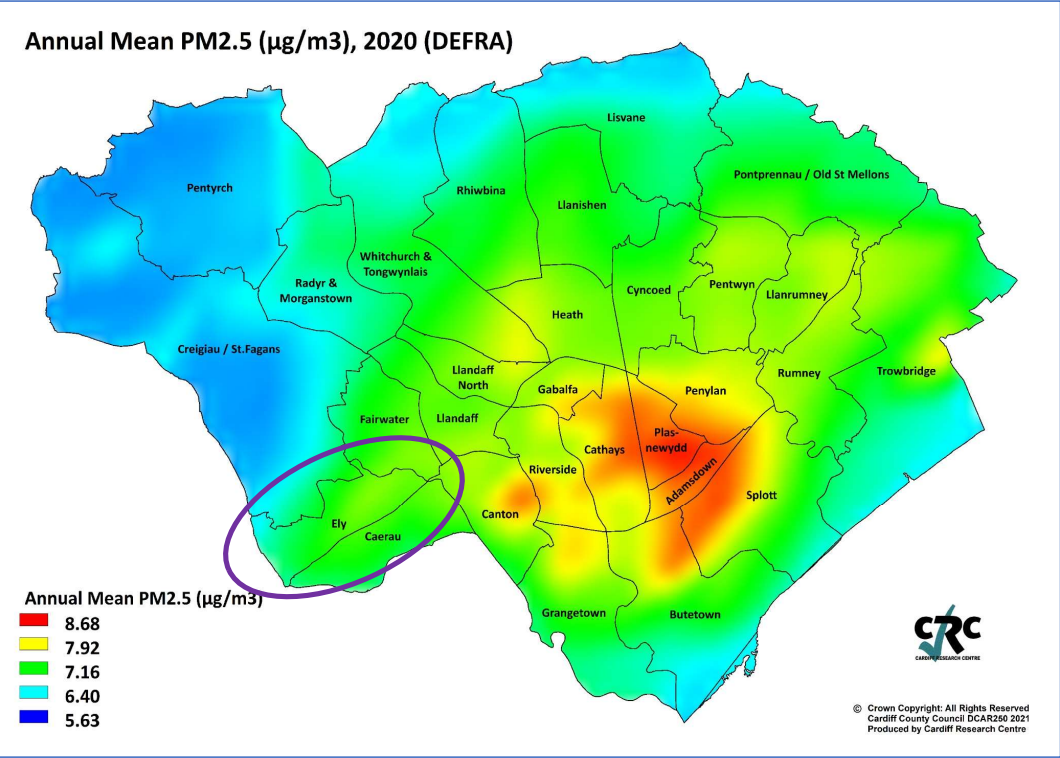 Annual Mean PM2.5 (µg/m3), 2020 (DEFRA)
Lisvane
Pontprennau / Old St Mellons
Pentyrch
Rhiwbina
Llanishen
Whitchurch &
Tongwynlais
Radyr &
Morganstown
Cyncoed
Pentwyn
Llanrumney
Heath
Creigiau / St.Fagans
Llandaff
North
Gabalfa
Penylan
Rumney
Trowbridge
Fairwater
Llandaff
Plas-
newydd
Cathays
Riverside
Adamsdown
Splott
Canton
Ely
Caerau
Grangetown
Butetown
Annual Mean PM2.5 (µg/m3)
8.68
7.92
7.16
6.40
5.63
CRC
CARDIFF RESEARCH CENTRE
© Crown Copyright: All Rights Reserved
Cardiff County Council DCAR250 2021
Produced by Cardiff Research Centre